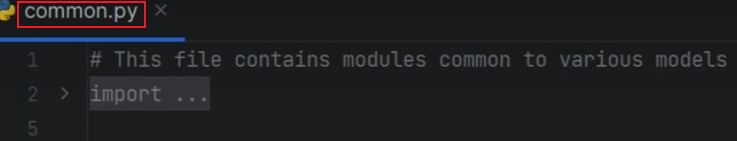 common.py ×
1 # This file contains modules common to various models
2 > import ...
5